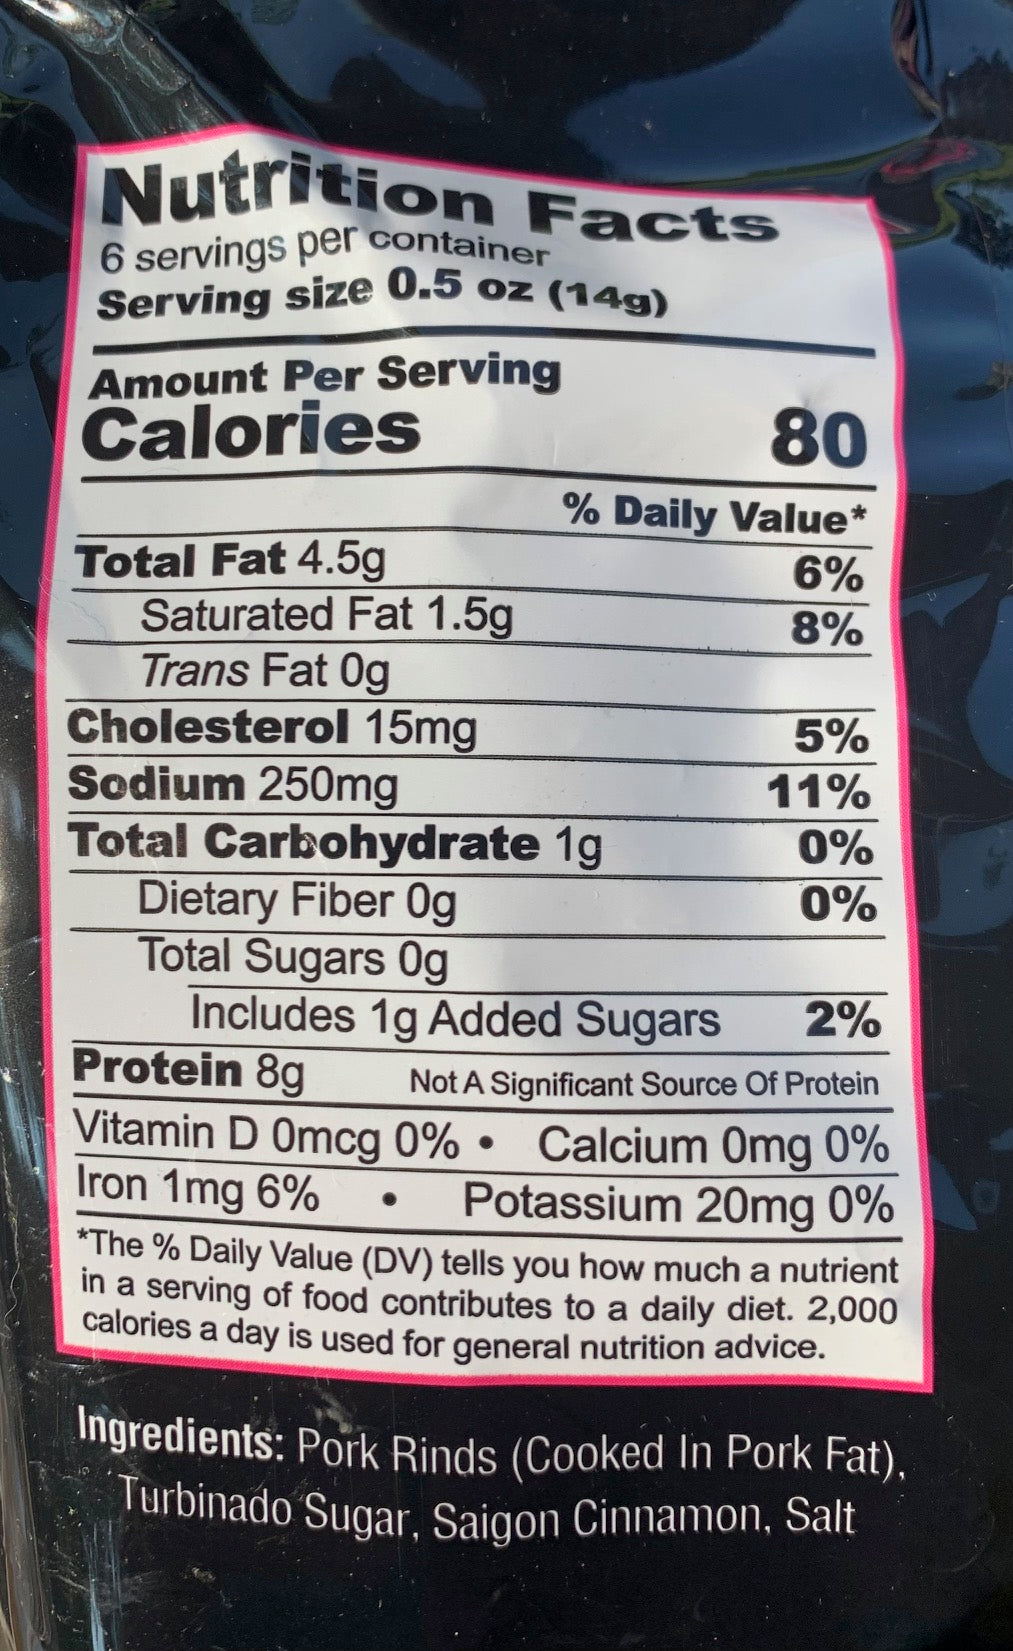 Nutrition Facts
6 servings per container
Serving size 0.5 oz (14g)
Amount Per Serving
Calories 80
% Daily Value*
Total Fat 4.5g 6%
Saturated Fat 1.5g 8%
Trans Fat 0g
Cholesterol 15mg 5%
Sodium 250mg 11%
Total Carbohydrate 1g 0%
Dietary Fiber 0g 0%
Total Sugars 0g
Includes 1g Added Sugars 2%
Protein 8g Not A Significant Source Of Protein
Vitamin D 0mcg 0% • Calcium 0mg 0%
Iron 1mg 6% • Potassium 20mg 0%
*The % Daily Value (DV) tells you how much a nutrient
in a serving of food contributes to a daily diet. 2,000
calories a day is used for general nutrition advice.
Ingredients: Pork Rinds (Cooked In Pork Fat),
Turbinado Sugar, Saigon Cinnamon, Salt